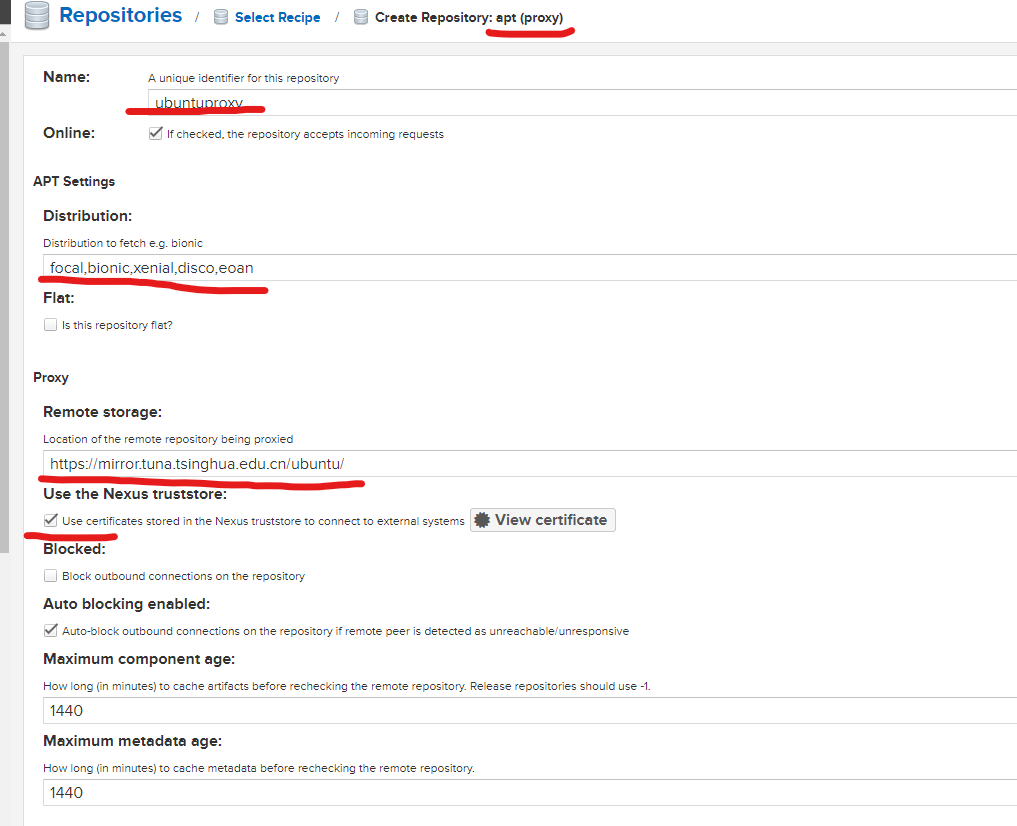 Repositories / Select Recipe / Create Repository: apt (proxy)
Name: A unique identifier for this repository
ubuntuproxy
Online: If checked, the repository accepts incoming requests
APT Settings
Distribution:
Distribution to fetch e.g. bionic
focal,bionic,xenial,disco,eoan
Flat:
Is this repository flat?
Proxy
Remote storage:
Location of the remote repository being proxied
https://mirror.tuna.tsinghua.edu.cn/ubuntu/
Use the Nexus truststore:
Use certificates stored in the Nexus truststore to connect to external systems View certificate
Blocked:
Block outbound connections on the repository
Auto blocking enabled:
Auto-block outbound connections on the repository if remote peer is detected as unreachable/unresponsive
Maximum component age:
How long (in minutes) to cache artifacts before rechecking the remote repository. Release repositories should use -1.
1440
Maximum metadata age:
How long (in minutes) to cache metadata before rechecking the remote repository.
1440